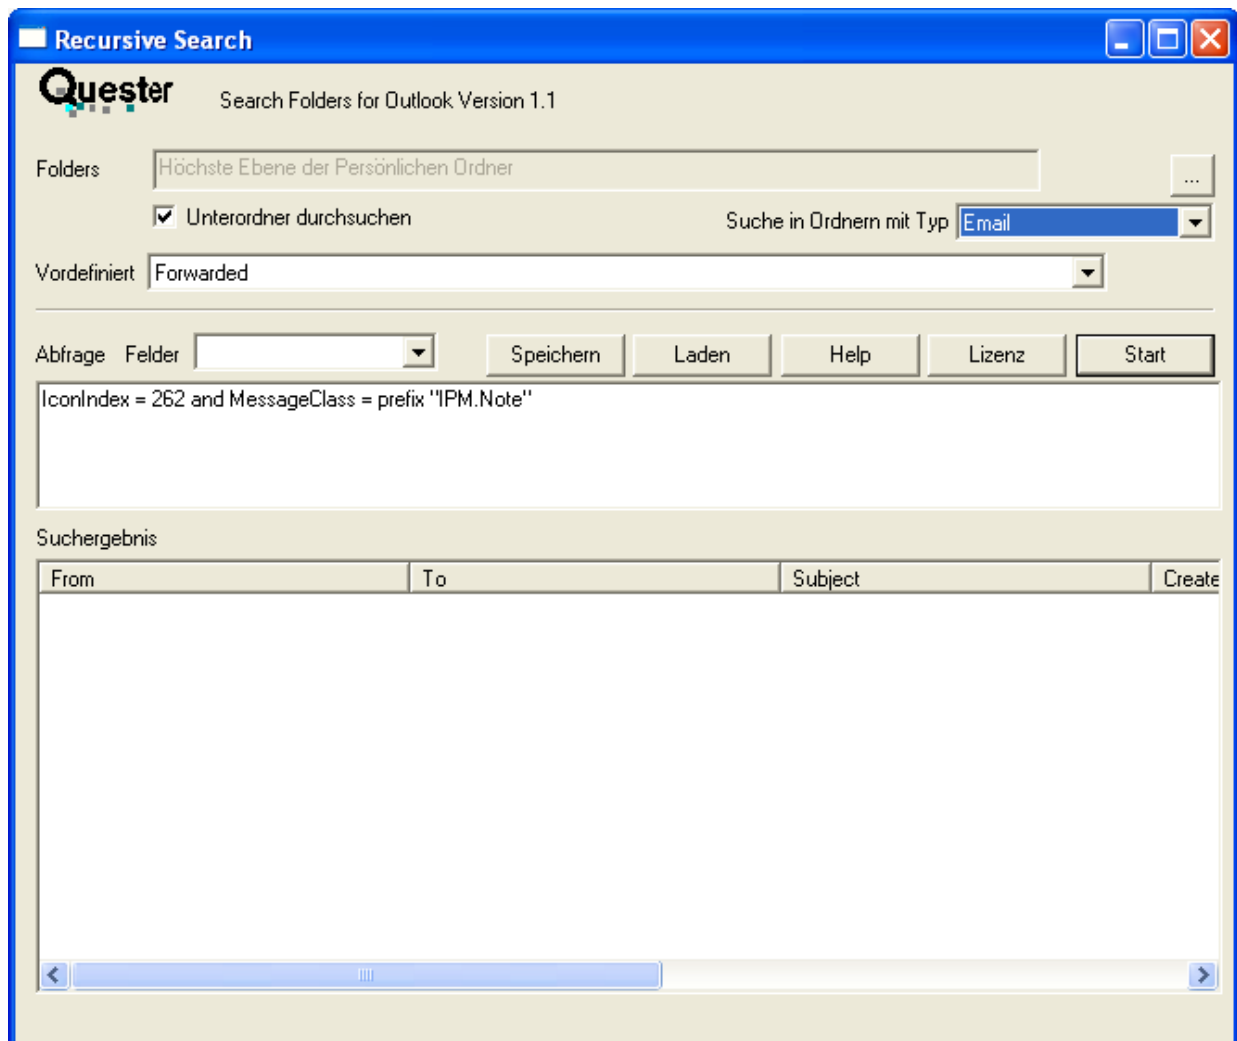 Recursive Search
Quester
Search Folders for Outlook Version 1.1
Folders Höchste Ebene der Persönlichen Ordner ...
Unterordner durchsuchen Suche in Ordnern mit Typ Email
Vordefiniert Forwarded
Abfrage Felder Speichern Laden Help Lizenz Start
IconIndex = 262 and MessageClass = prefix "IPM.Note"
Suchergebnis
From To Subject Create